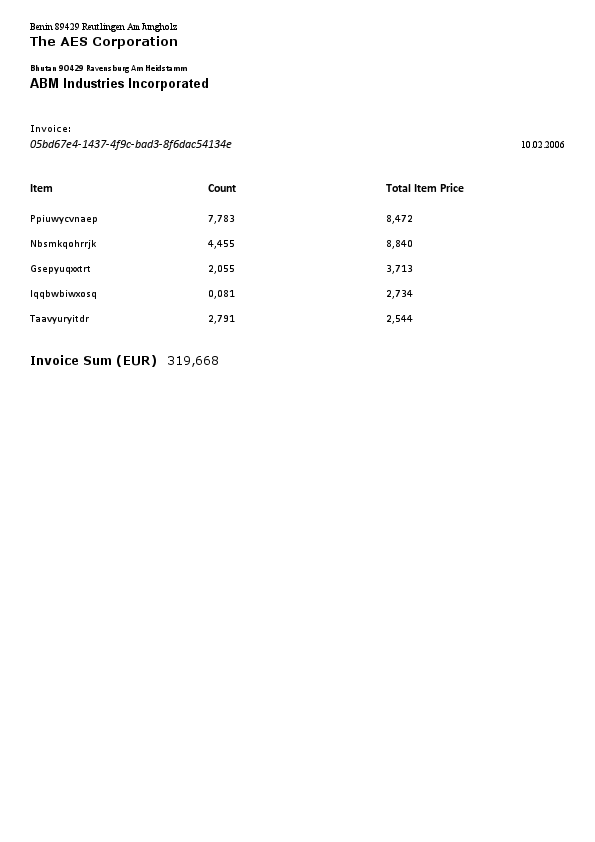 Benin 89429 Reutlingen Am Jungholz
The AES Corporation
Bhutan 90429 Ravensburg Am Heidstamm
ABM Industries Incorporated
Invoice:
05bd67e4-1437-4f9c-bad3-8f6dac54134e 10.02.2006
Item Count Total Item Price
Ppiuwycvnaep 7,783 8,472
Nbsmkqohrrjk 4,455 8,840
Gsepyuqxxtrt 2,055 3,713
Iqqbwbiwxosq 0,081 2,734
Taavyuryitdr 2,791 2,544
Invoice Sum (EUR) 319,668